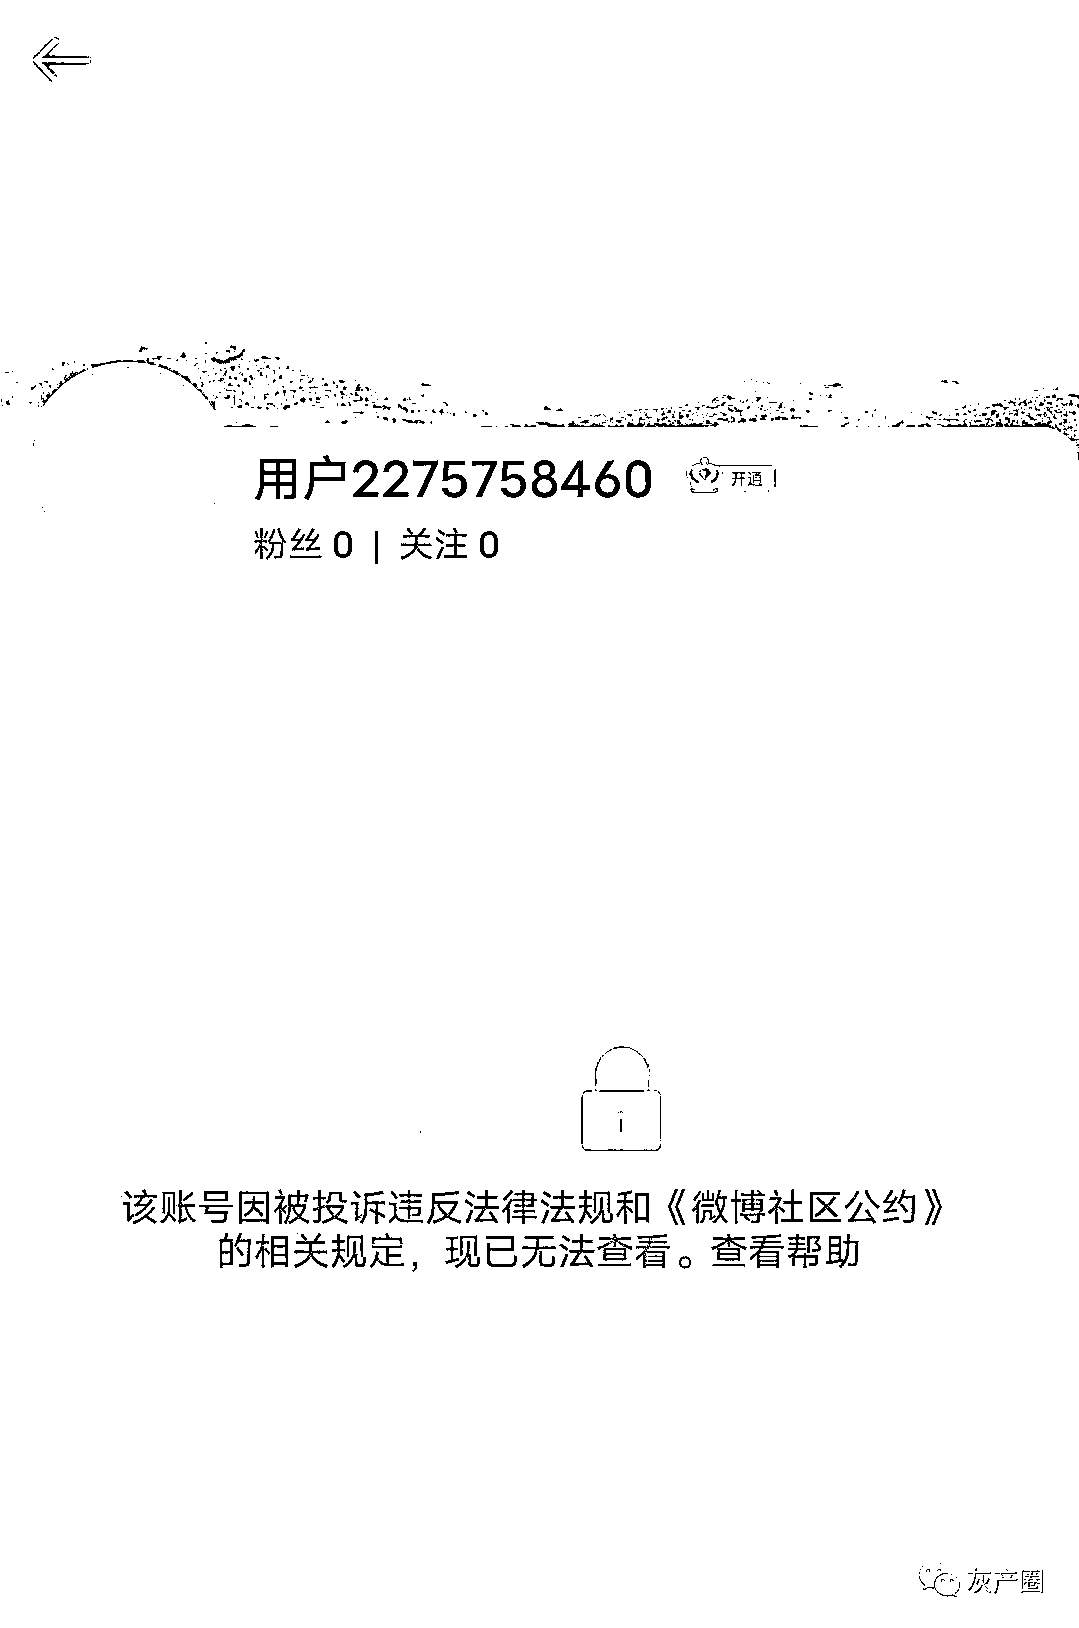 用户2275758460 开通
粉丝 0 | 关注 0
该账号因被投诉违反法律法规和《微博社区公约》
的相关规定，现已无法查看。查看帮助
灰产圈